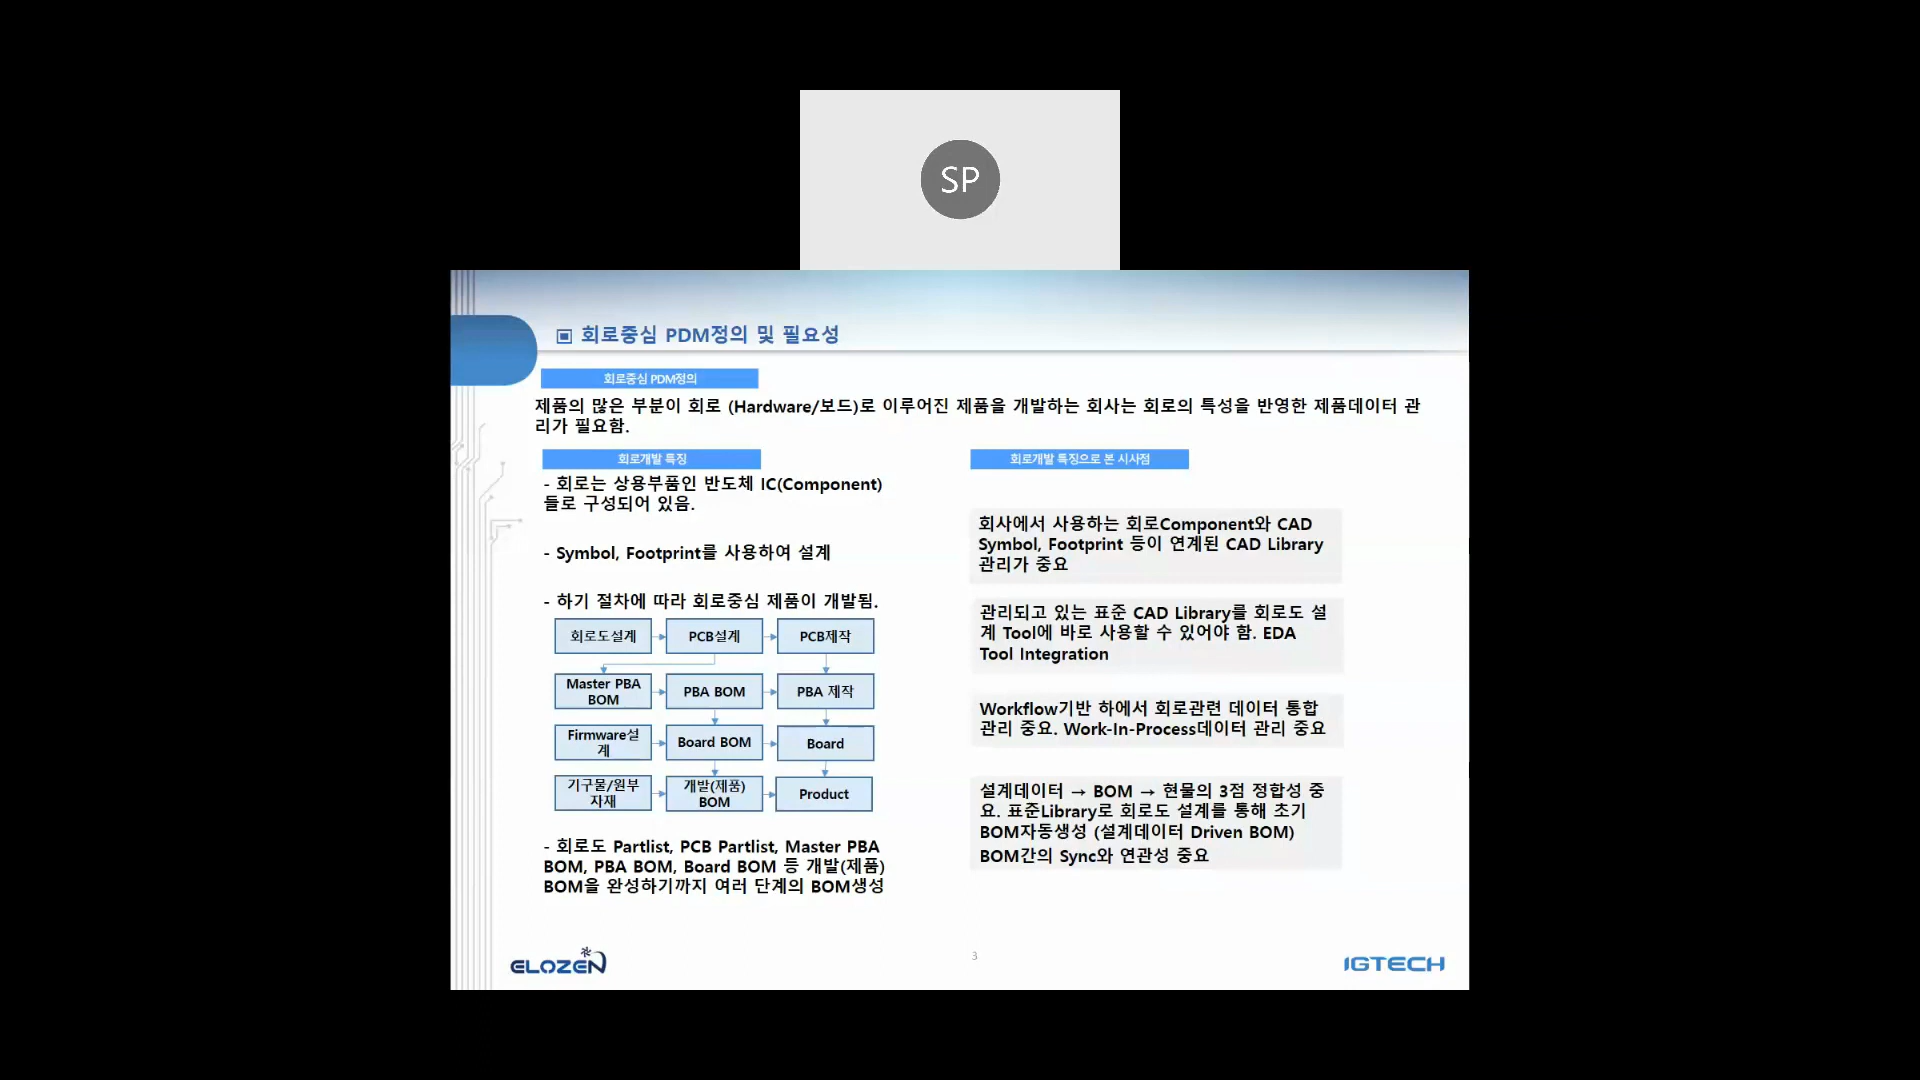 SP
회로중심 PDM정의 및 필요성
회로중심 PDM정의
제품의 많은 부분이 회로 (Hardware/보드)로 이루어진 제품을 개발하는 회사는 회로의 특성을 반영한 제품데이터 관
리가 필요함.
회로개발 특징
- 회로는 상용부품인 반도체 IC(Component)
들로 구성되어 있음.
- Symbol, Footprint를 사용하여 설계
- 하기 절차에 따라 회로중심 제품이 개발됨.
회로도설계
PCB설계
PCB제작
Master PBA
BOM
PBA BOM
PBA 제작
Firmware설
계
Board BOM
Board
기구물/원부
자재
개발(제품)
BOM
Product
- 회로도 Partlist, PCB Partlist, Master PBA
BOM, PBA BOM, Board BOM 등 개발(제품)
BOM을 완성하기까지 여러 단계의 BOM생성
회로개발 특징으로 본 시사점
회사에서 사용하는 회로Component와 CAD
Symbol, Footprint 등이 연계된 CAD Library
관리가 중요
관리되고 있는 표준 CAD Library를 회로도 설
계 Tool에 바로 사용할 수 있어야 함. EDA
Tool Integration
Workflow기반 하에서 회로관련 데이터 통합
관리 중요. Work-In-Process데이터 관리 중요
설계데이터 → BOM → 현물의 3점 정합성 중
요. 표준Library로 회로도 설계를 통해 초기
BOM자동생성 (설계데이터 Driven BOM)
BOM간의 Sync와 연관성 중요
ELOZEN
3
IGTECH